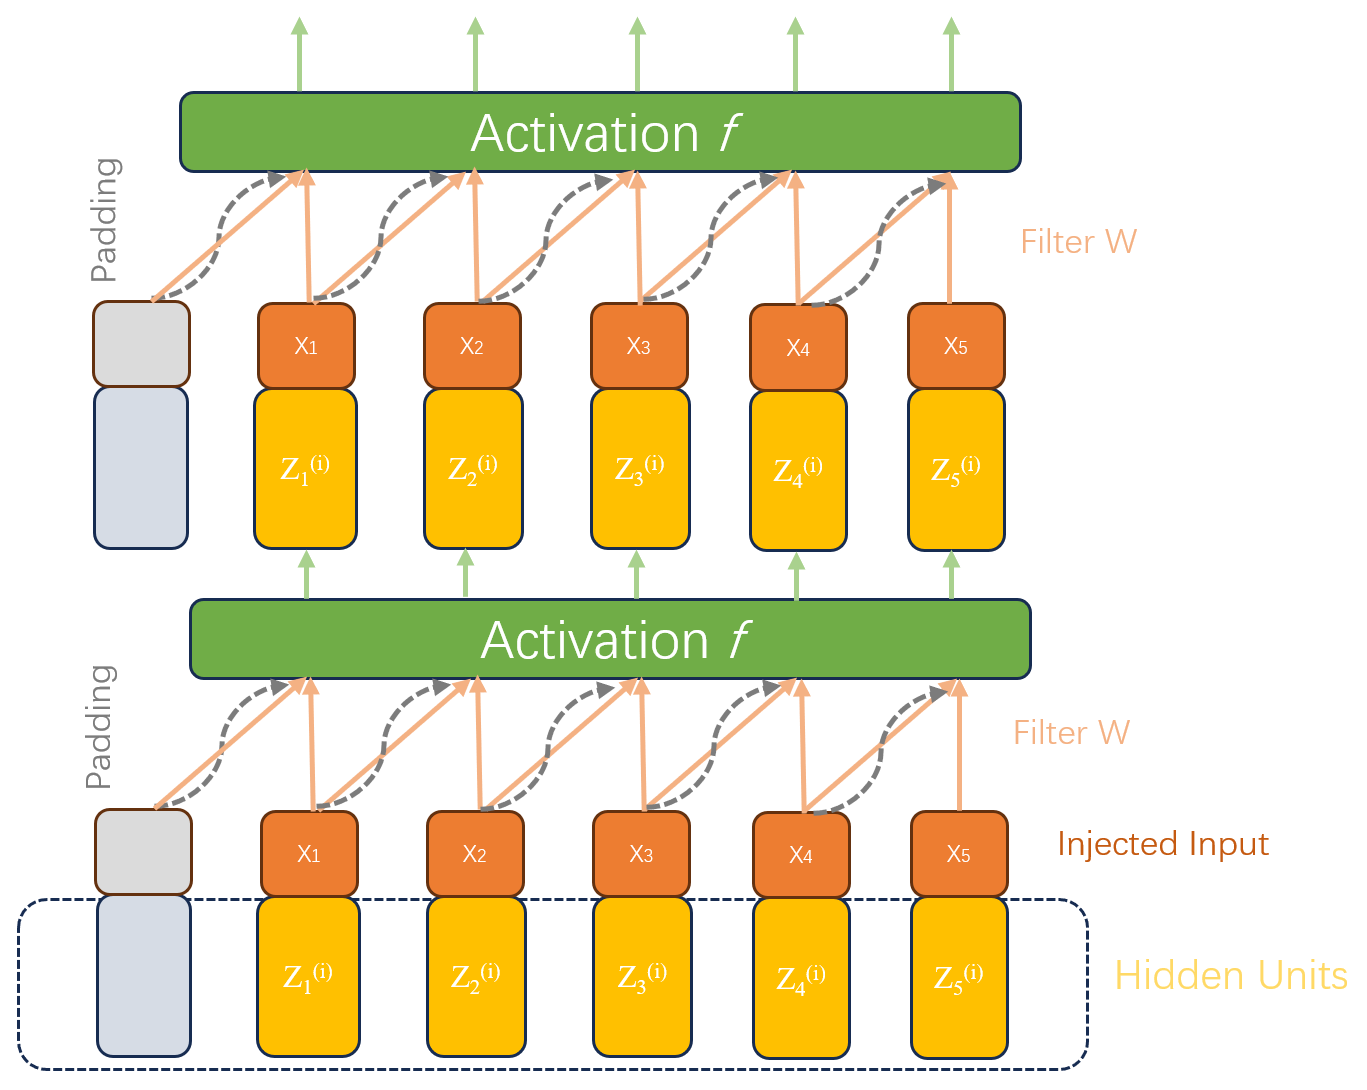 Activation f
Padding
Filter W
X1 X2 X3 X4 X5
Z1(i) Z2(i) Z3(i) Z4(i) Z5(i)
Activation f
Padding
Filter W
X1 X2 X3 X4 X5
Injected Input
Z1(i) Z2(i) Z3(i) Z4(i) Z5(i)
Hidden Units